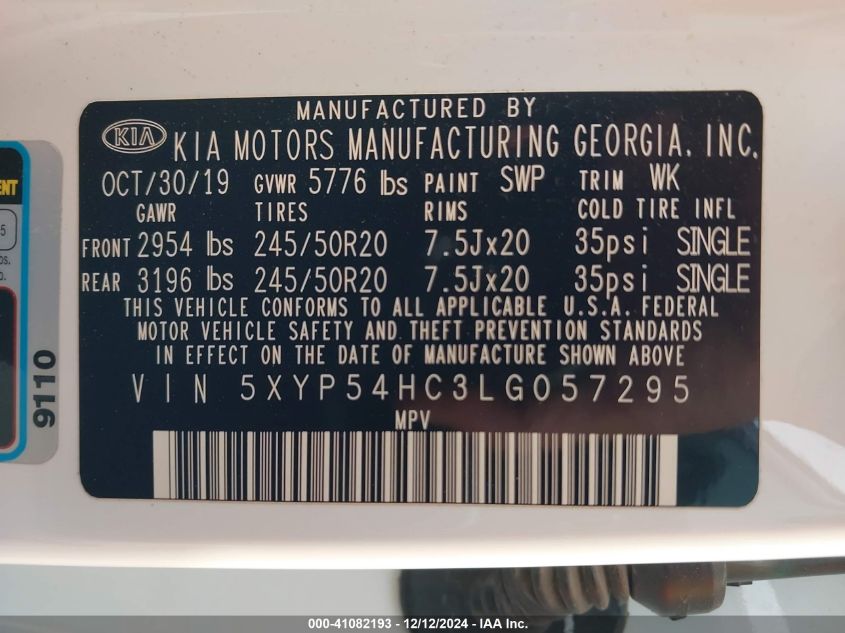 MANUFACTURED BY
KIA KIA MOTORS MANUFACTURING GEORGIA, INC.
OCT/30/19 GVWR 5776 lbs PAINT SWP TRIM WK
GAWR TIRES RIMS COLD TIRE INFL
FRONT 2954 lbs 245/50R20 7.5Jx20 35psi SINGLE
REAR 3196 lbs 245/50R20 7.5Jx20 35psi SINGLE
THIS VEHICLE CONFORMS TO ALL APPLICABLE U.S.A. FEDERAL
MOTOR VEHICLE SAFETY AND THEFT PREVENTION STANDARDS
IN EFFECT ON THE DATE OF MANUFACTURE SHOWN ABOVE
VIN 5XYP54HC3LG057295
MPV
9110
000-41082193 - 12/12/2024 - IAA Inc.